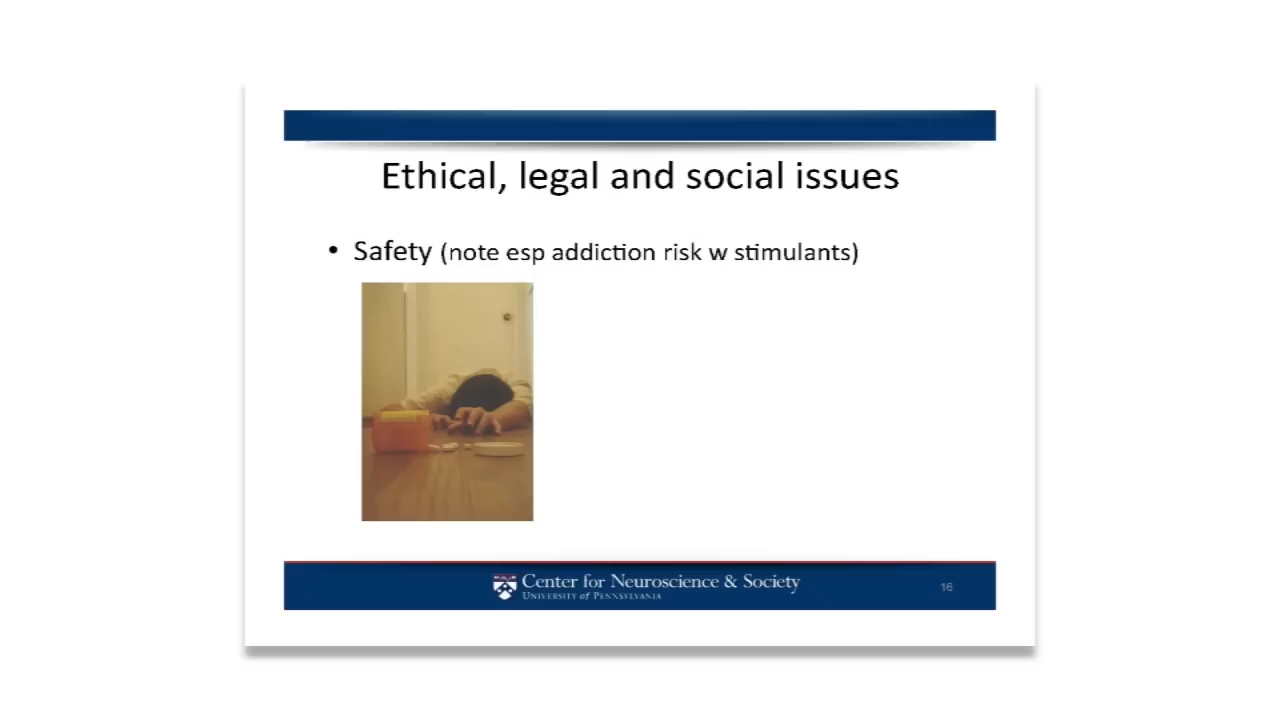 Ethical, legal and social issues
• Safety (note esp addiction risk w stimulants)
Center for Neuroscience & Society
University of Pennsylvania
16